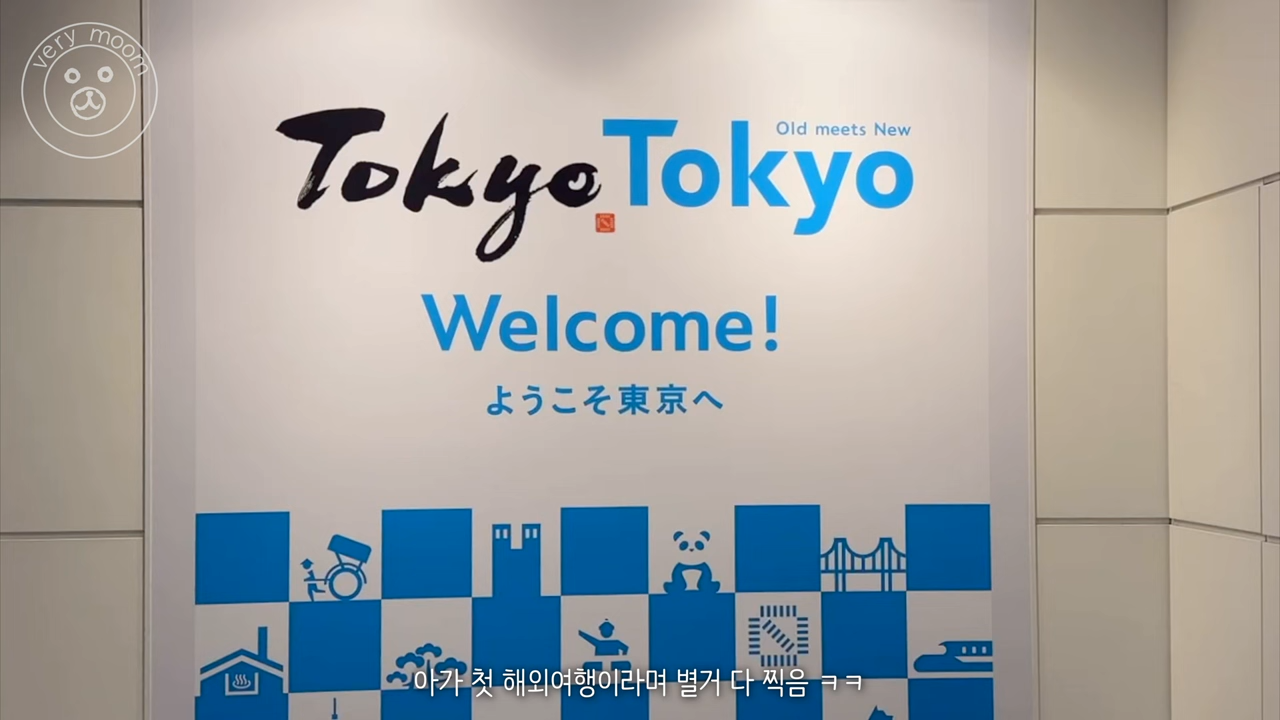 very moom
Old meets New
Tokyo Tokyo
Welcome!
ようこそ東京へ
아가 첫 해외여행이라며 별거 다 찍음 ㅋㅋ